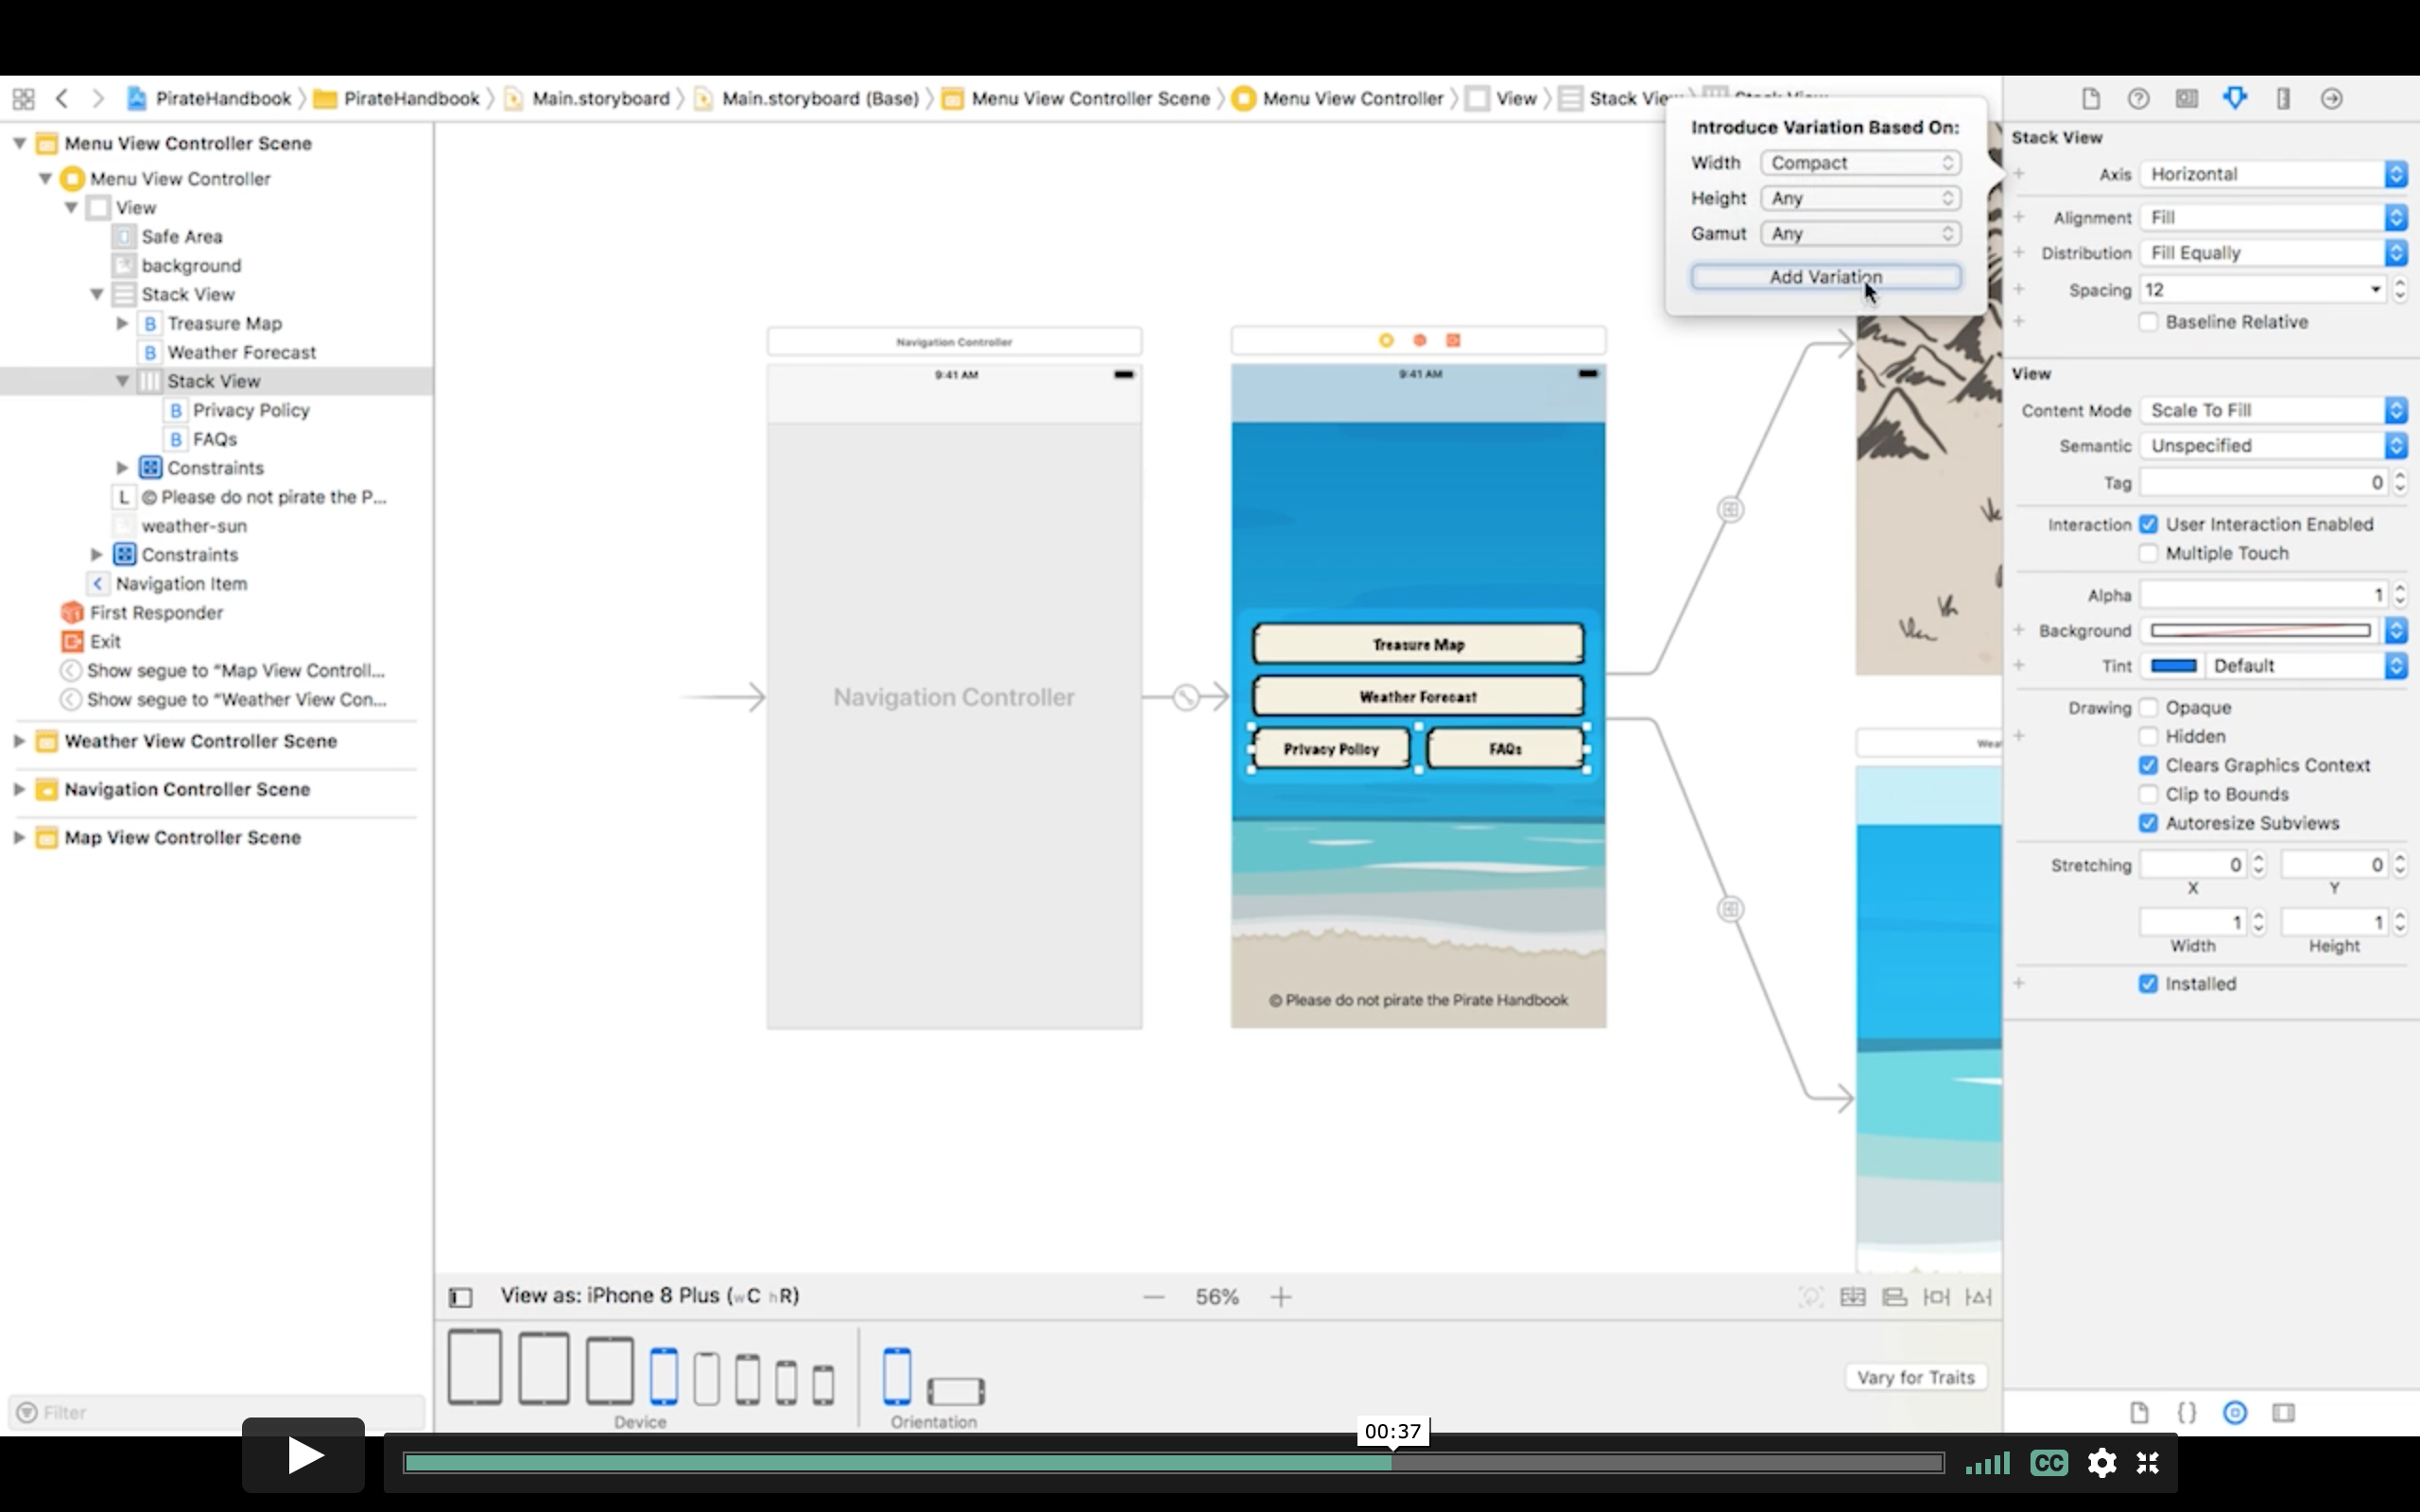 PirateHandbook
PirateHandbook
Main.storyboard
Main.storyboard (Base)
Menu View Controller Scene
Menu View Controller
View
Menu View Controller Scene
Menu View Controller
View
Safe Area
background
Stack View
B Treasure Map
B Weather Forecast
Stack View
B Privacy Policy
B FAQs
Constraints
L © Please do not pirate the P...
weather-sun
Constraints
Navigation Item
First Responder
Exit
Show segue to “Map View Controll...
Show segue to “Weather View Con...
Weather View Controller Scene
Navigation Controller Scene
Map View Controller Scene
Filter
Navigation Controller
9:41 AM
Navigation Controller
9:41 AM
Treasure Map
Weather Forecast
Privacy Policy
FAQs
© Please do not pirate the Pirate Handbook
Introduce Variation Based On:
Width Compact
Height Any
Gamut Any
Add Variation
Stack View
Axis Horizontal
Alignment Fill
Distribution Fill Equally
Spacing 12
Baseline Relative
View
Content Mode Scale To Fill
Semantic Unspecified
Tag 0
Interaction User Interaction Enabled
Multiple Touch
Alpha 1
Background
Tint Default
Drawing Opaque
Hidden
Clears Graphics Context
Clip to Bounds
Autoresize Subviews
Stretching 0 0
X Y
1 1
Width Height
Installed
View as: iPhone 8 Plus (wC hR)
56%
Device
Orientation
Vary for Traits
00:37
CC